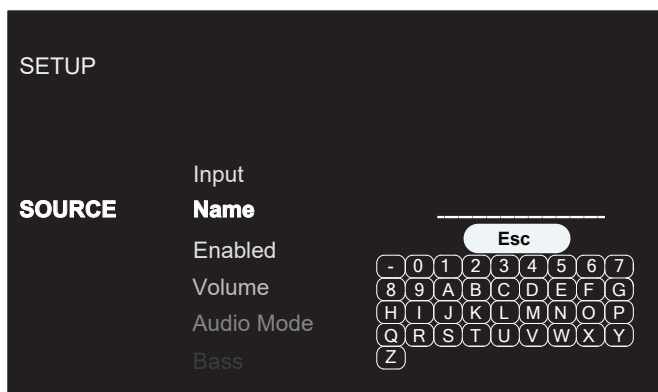 SETUP
Input
SOURCE Name ____________
Enabled Esc
- 0 1 2 3 4 5 6 7
Volume 8 9 A B C D E F G
H I J K L M N O P
Audio Mode
Q R S T U V W X Y
Bass Z